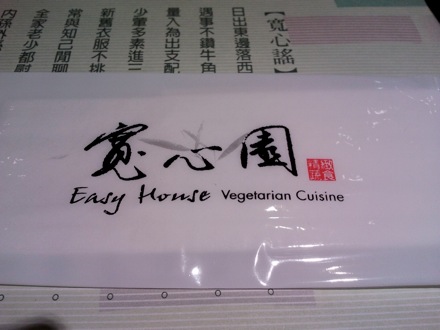 【寬心謠】
日出東邊落西
遇事不鑽牛角
量入為出支配
少葷多素進三
新舊衣服不挑
常與知己閒聊
全家老少都
寬心園
Easy House Vegetarian Cuisine